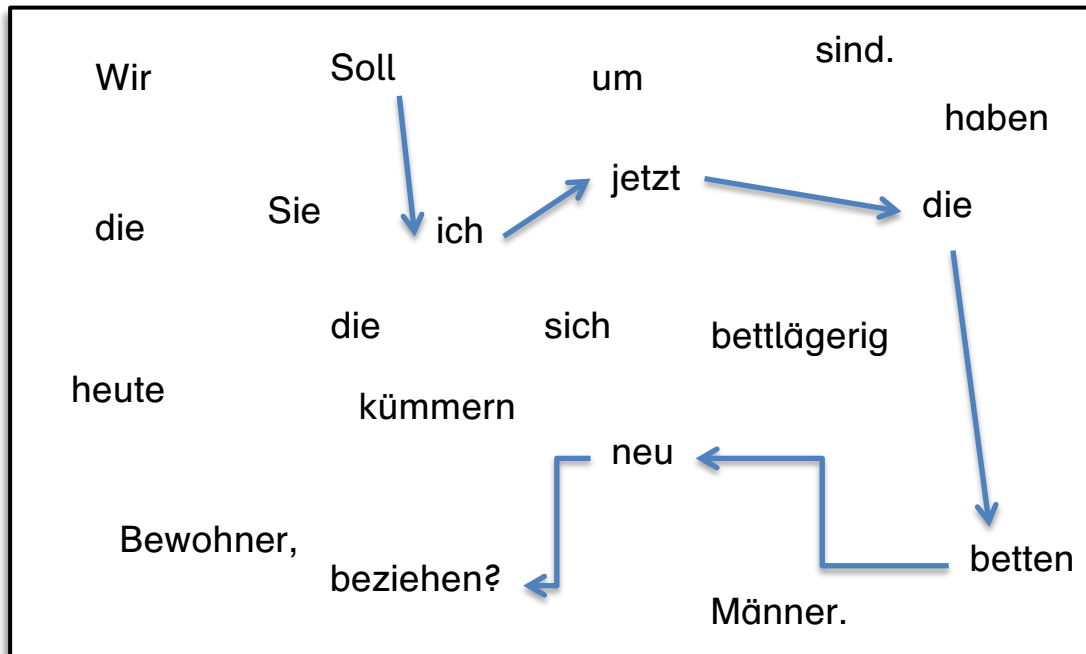 Wir Soll um sind.
haben
die Sie ich jetzt die
die sich bettlägerig
heute kümmern
neu
Bewohner, beziehen? betten
Männer.